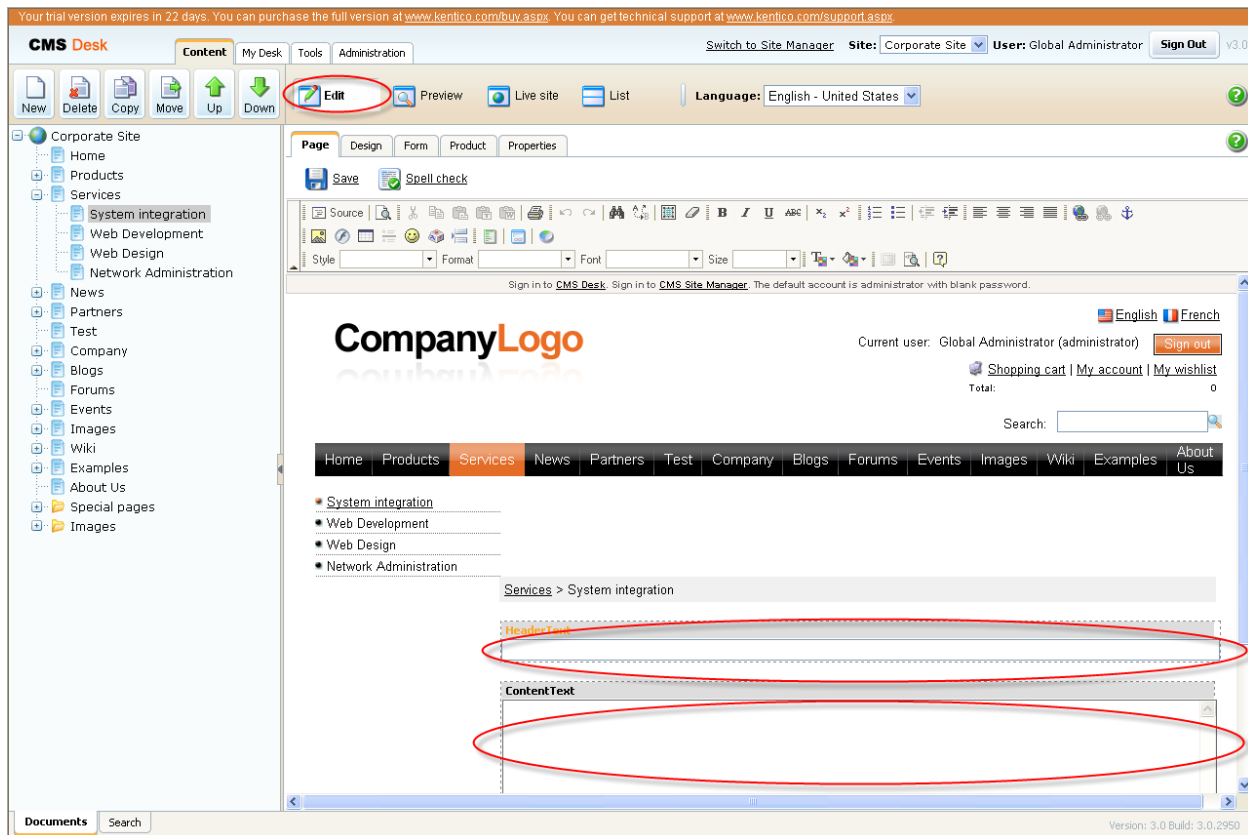 Your trial version expires in 22 days. You can purchase the full version at www.kentico.com/buy.aspx. You can get technical support at www.kentico.com/support.aspx.
CMS Desk
Content My Desk Tools Administration
Switch to Site Manager Site: Corporate Site User: Global Administrator Sign Out v3.0
New Delete Copy Move Up Down
Edit Preview Live site List Language: English - United States
Corporate Site
Home
Products
Services
System integration
Web Development
Web Design
Network Administration
News
Partners
Test
Company
Blogs
Forums
Events
Images
Wiki
Examples
About Us
Special pages
Images
Page Design Form Product Properties
Save Spell check
Source B I U ABC x₂ x²
Style Format Font Size
Sign in to CMS Desk. Sign in to CMS Site Manager. The default account is administrator with blank password.
English French
CompanyLogo
Current user: Global Administrator (administrator) Sign out
Shopping cart | My account | My wishlist
Total: 0
Search:
Home Products Services News Partners Test Company Blogs Forums Events Images Wiki Examples About Us
System integration
Web Development
Web Design
Network Administration
Services > System integration
HeaderText
ContentText
Documents Search
Version: 3.0 Build: 3.0.2950